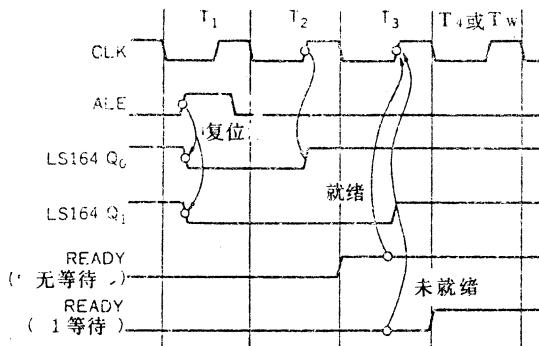 T₁ T₂ T₃ T₄或T_W
CLK
ALE
复位
LS164 Q₀
LS164 Q₁
就绪
READY
(无等待)
未就绪
READY
(1等待)